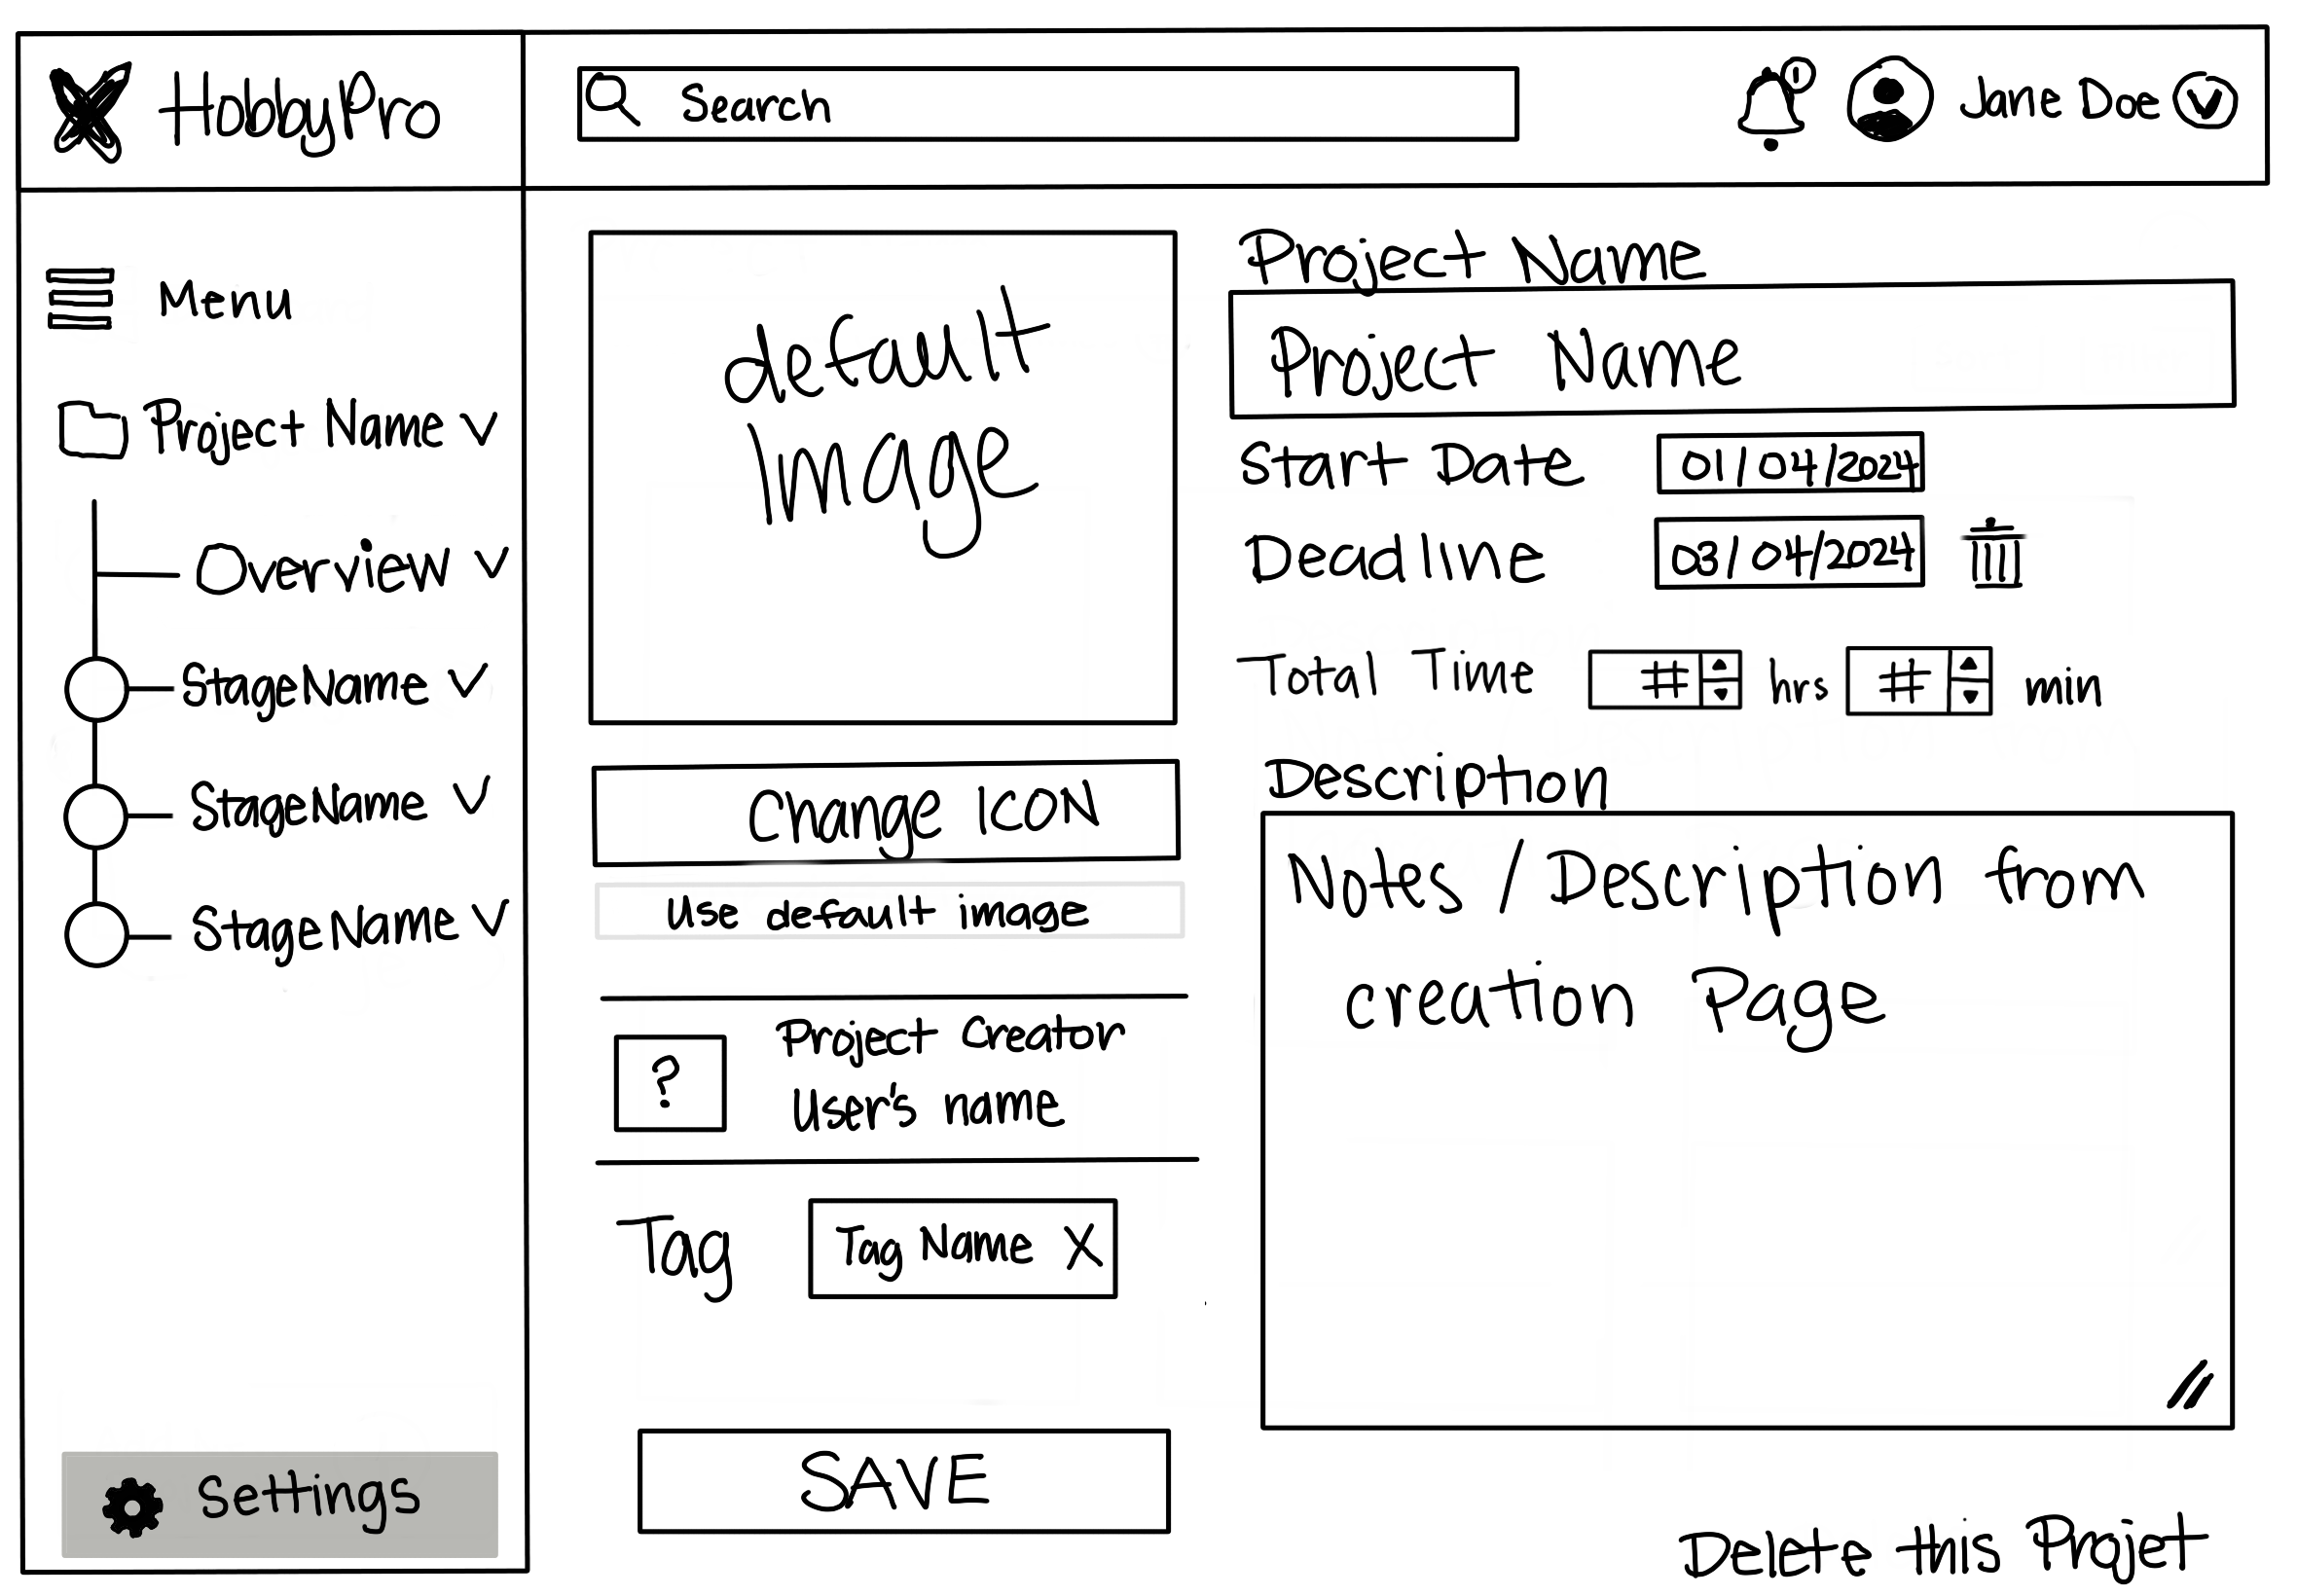 HobbyPro
Search
Jane Doe
Menu
Project Name
Overview
StageName
StageName
StageName
Settings
default
Image
Change ICON
Use default image
?
Project Creator
User's name
Tag
Tag Name X
SAVE
Project Name
Project Name
Start Date 01/04/2024
Deadline 03/04/2024
Total Time # hrs # min
Description
Notes / Description from
creation Page
Delete this Projet